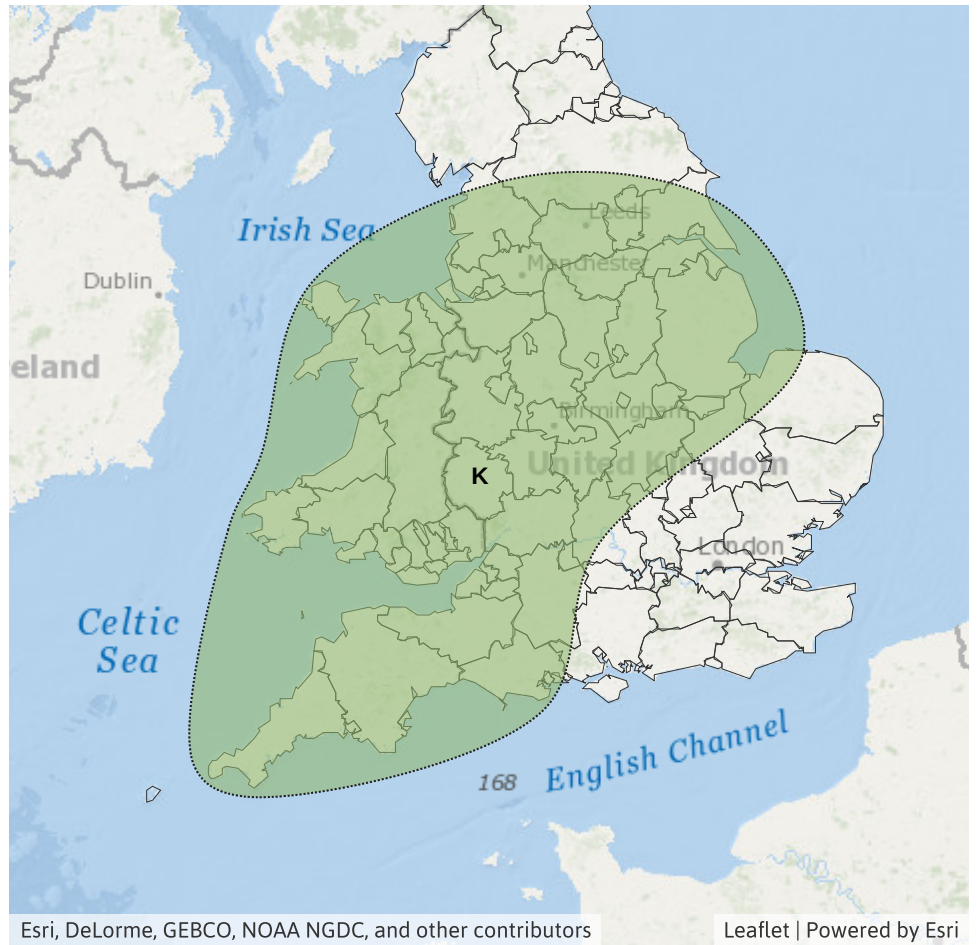 Leeds
Irish Sea
Manchester
Dublin
eland
Birmingham
United Kingdom
K
London
Celtic
Sea
English Channel
168
Esri, DeLorme, GEBCO, NOAA NGDC, and other contributors
Leaflet | Powered by Esri